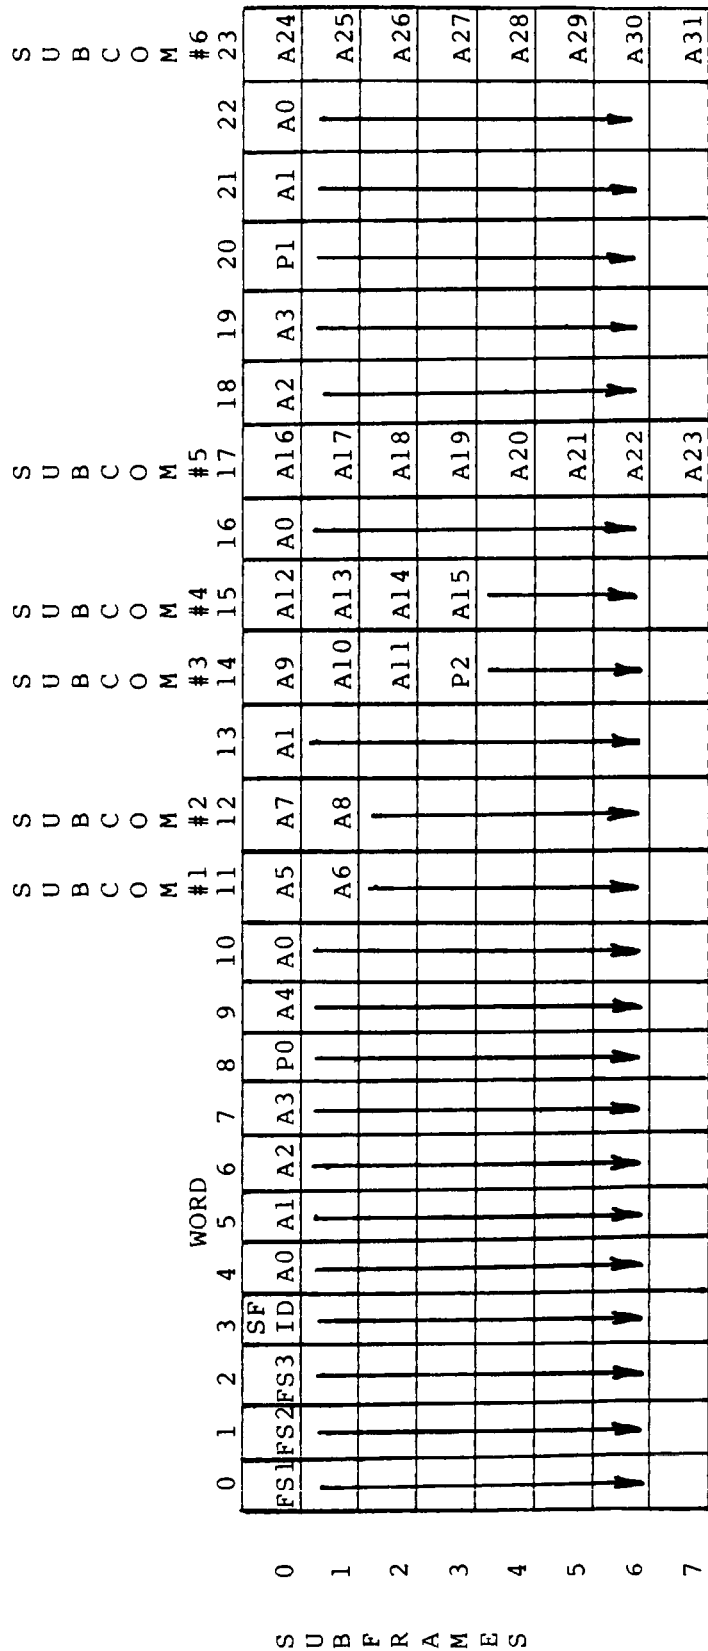 WORD
SUBCOM SUBCOM SUBCOM SUBCOM SUBCOM SUBCOM
#1 #2 #3 #4 #5 #6
0 1 2 3 4 5 6 7 8 9 10 11 12 13 14 15 16 17 18 19 20 21 22 23
SUBFRAMES
0 FS1 FS2 FS3 SF ID A0 A1 A2 A3 P0 A4 A0 A5 A7 A1 A9 A12 A0 A16 A2 A3 P1 A1 A0 A24
1 A6 A8 A10 A13 A17 A25
2 A11 A14 A18 A26
3 P2 A15 A19 A27
4 A20 A28
5 A21 A29
6 A22 A30
7 A23 A31